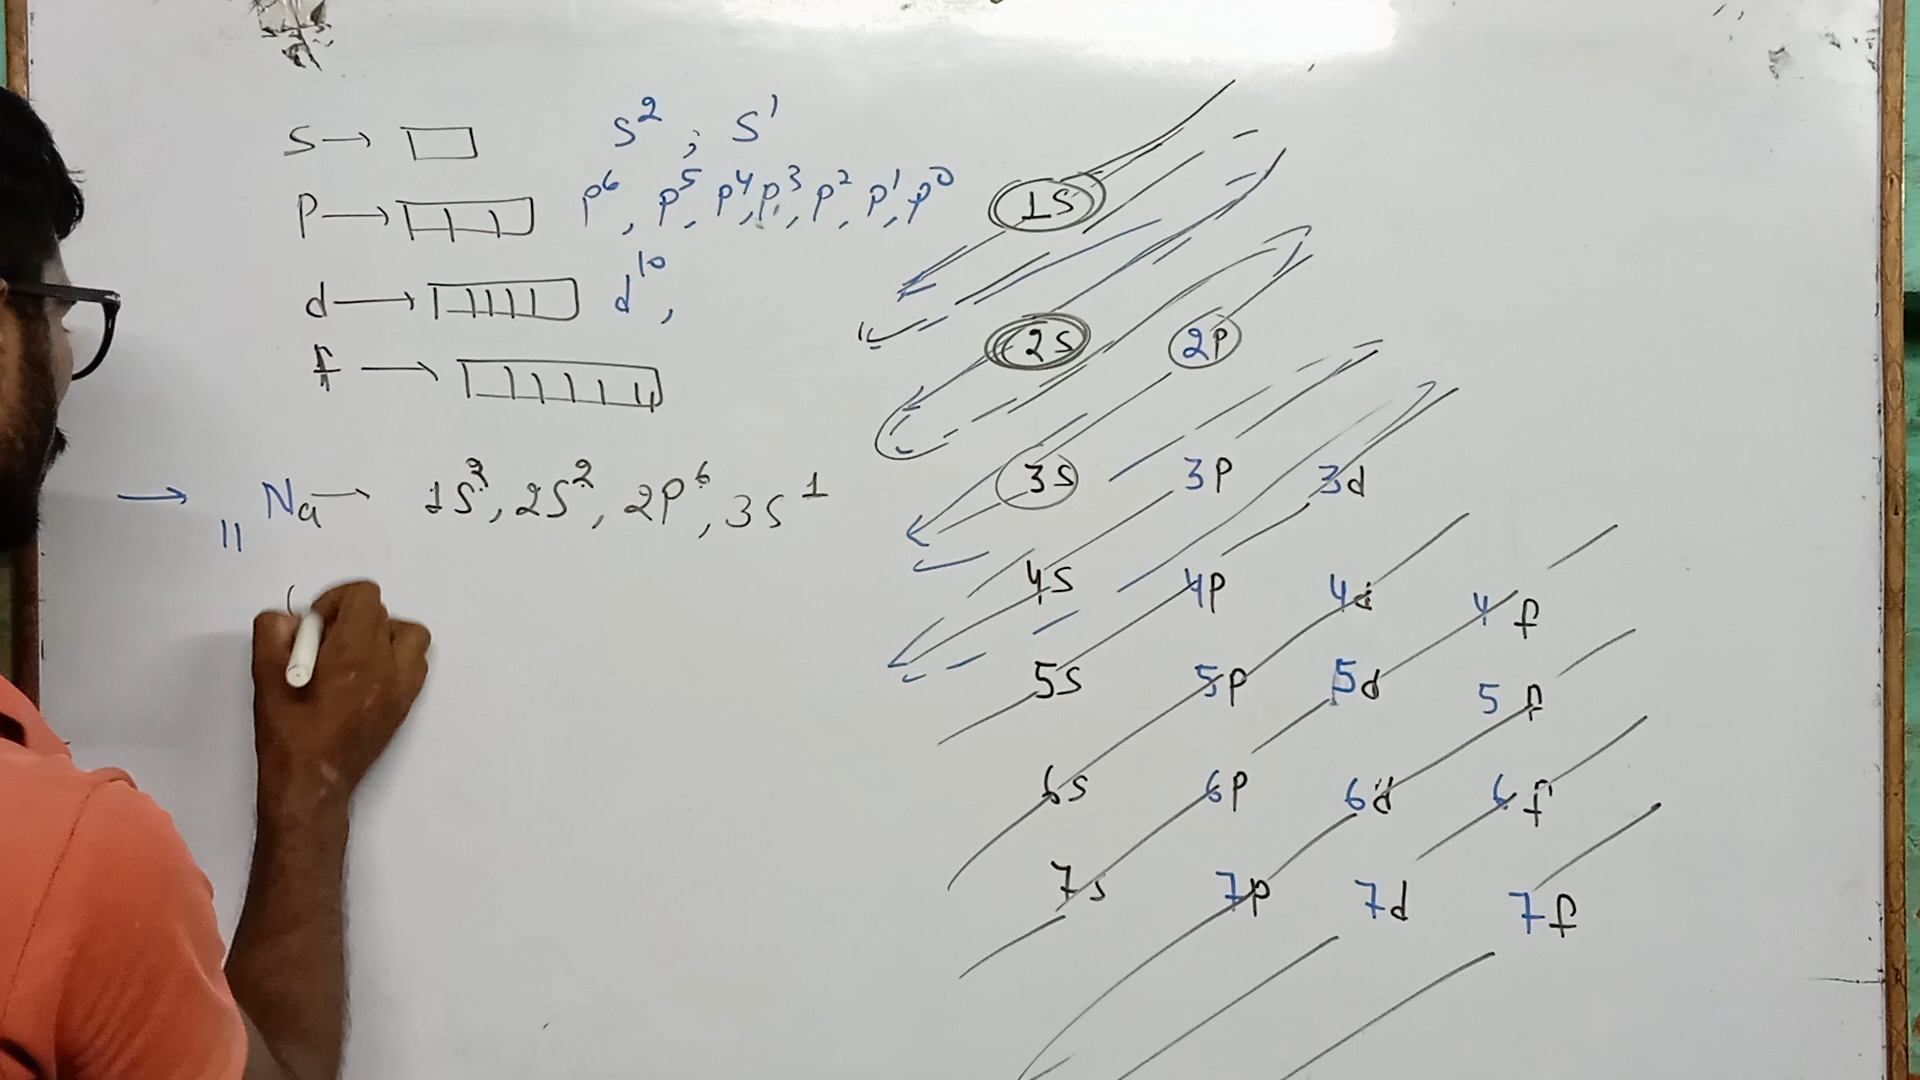 S → s², s¹
P → p⁶, p⁵, p⁴, p³, p², p¹, p⁰
d → d¹⁰,
f →
→ ₁₁Na → 1s², 2s², 2p⁶, 3s¹
1s
2s 2p
3s 3p 3d
4s 4p 4d 4f
5s 5p 5d 5f
6s 6p 6d 6f
7s 7p 7d 7f